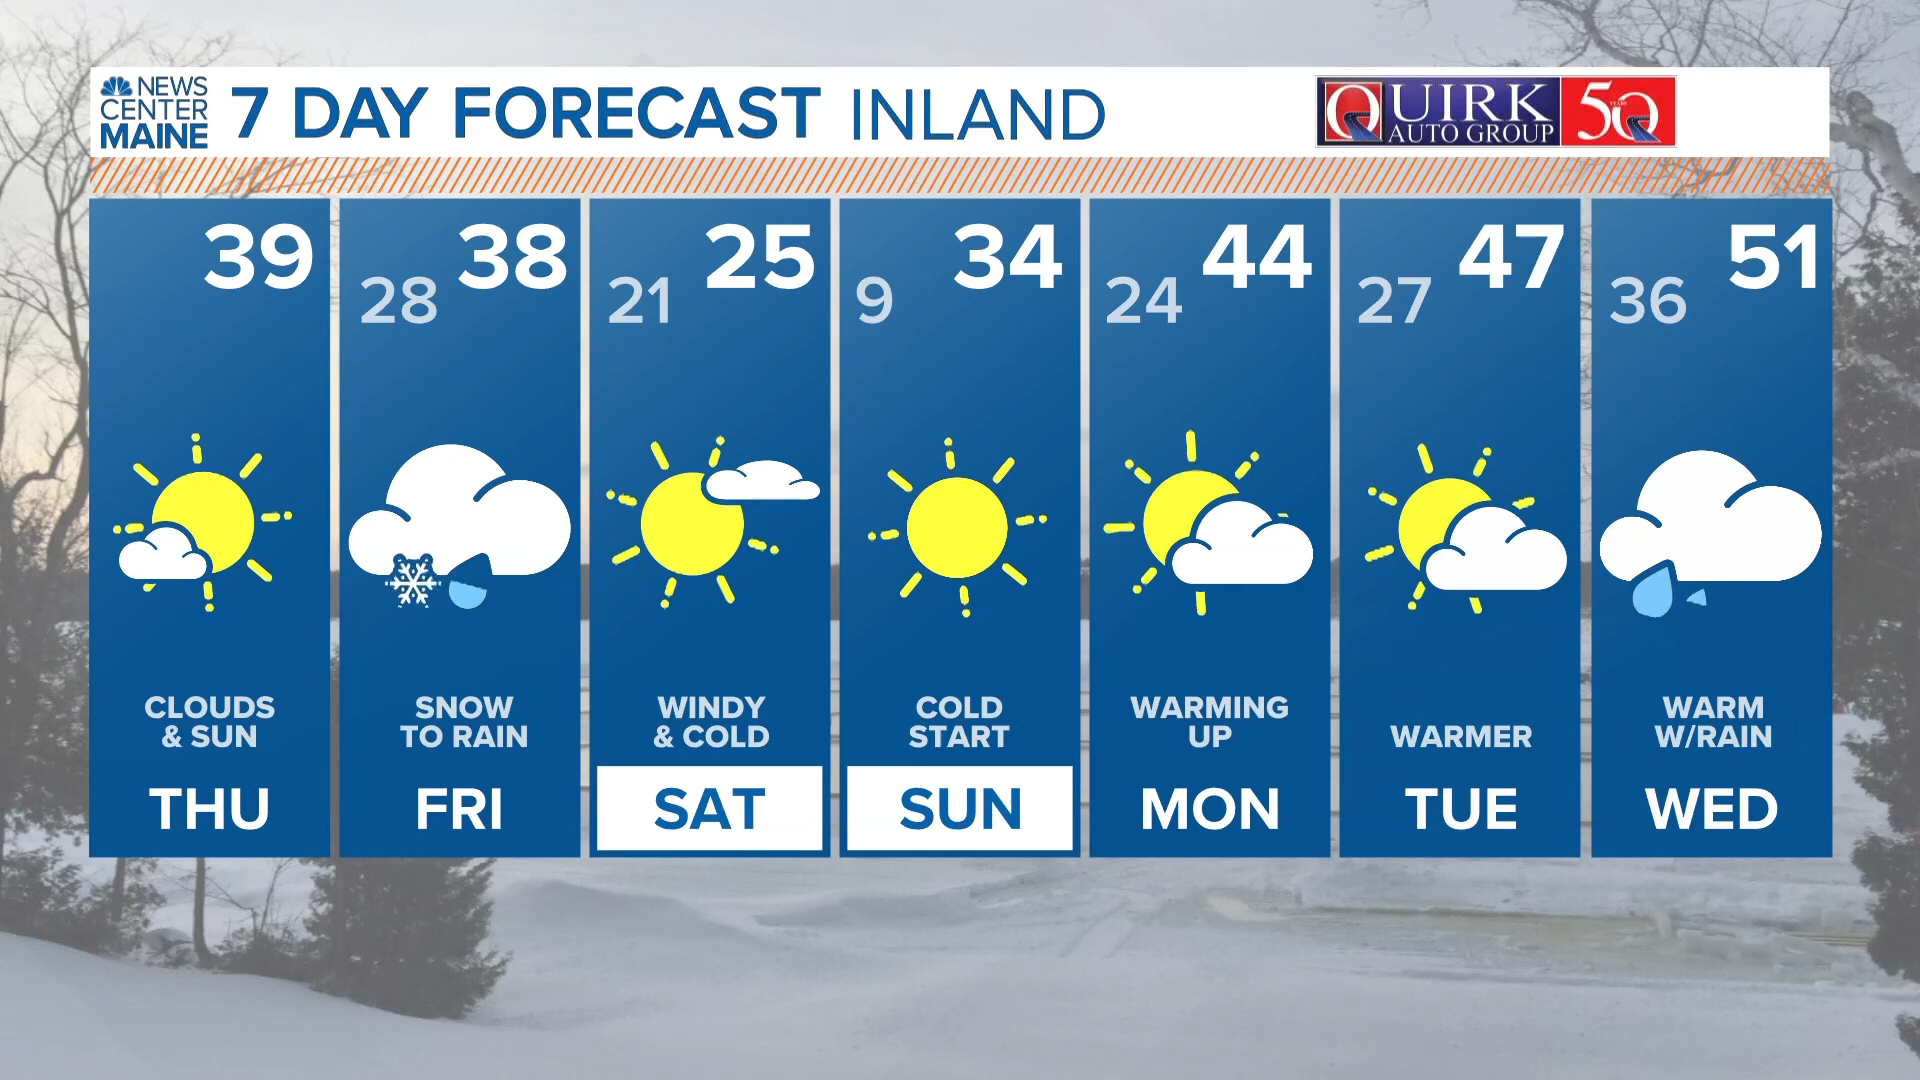 NEWS
CENTER
MAINE
7 DAY FORECAST INLAND
QUIRK
AUTO GROUP
50
YEARS
39
28 38
21 25
9 34
24 44
27 47
36 51
CLOUDS
& SUN
THU
SNOW
TO RAIN
FRI
WINDY
& COLD
SAT
COLD
START
SUN
WARMING
UP
MON
WARMER
TUE
WARM
W/RAIN
WED